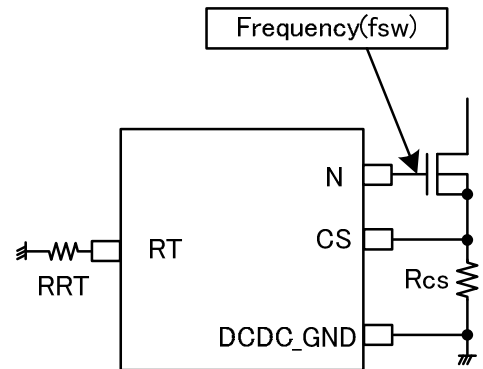 Frequency(fsw)
N
RT
CS
RRT
Rcs
DCDC_GND